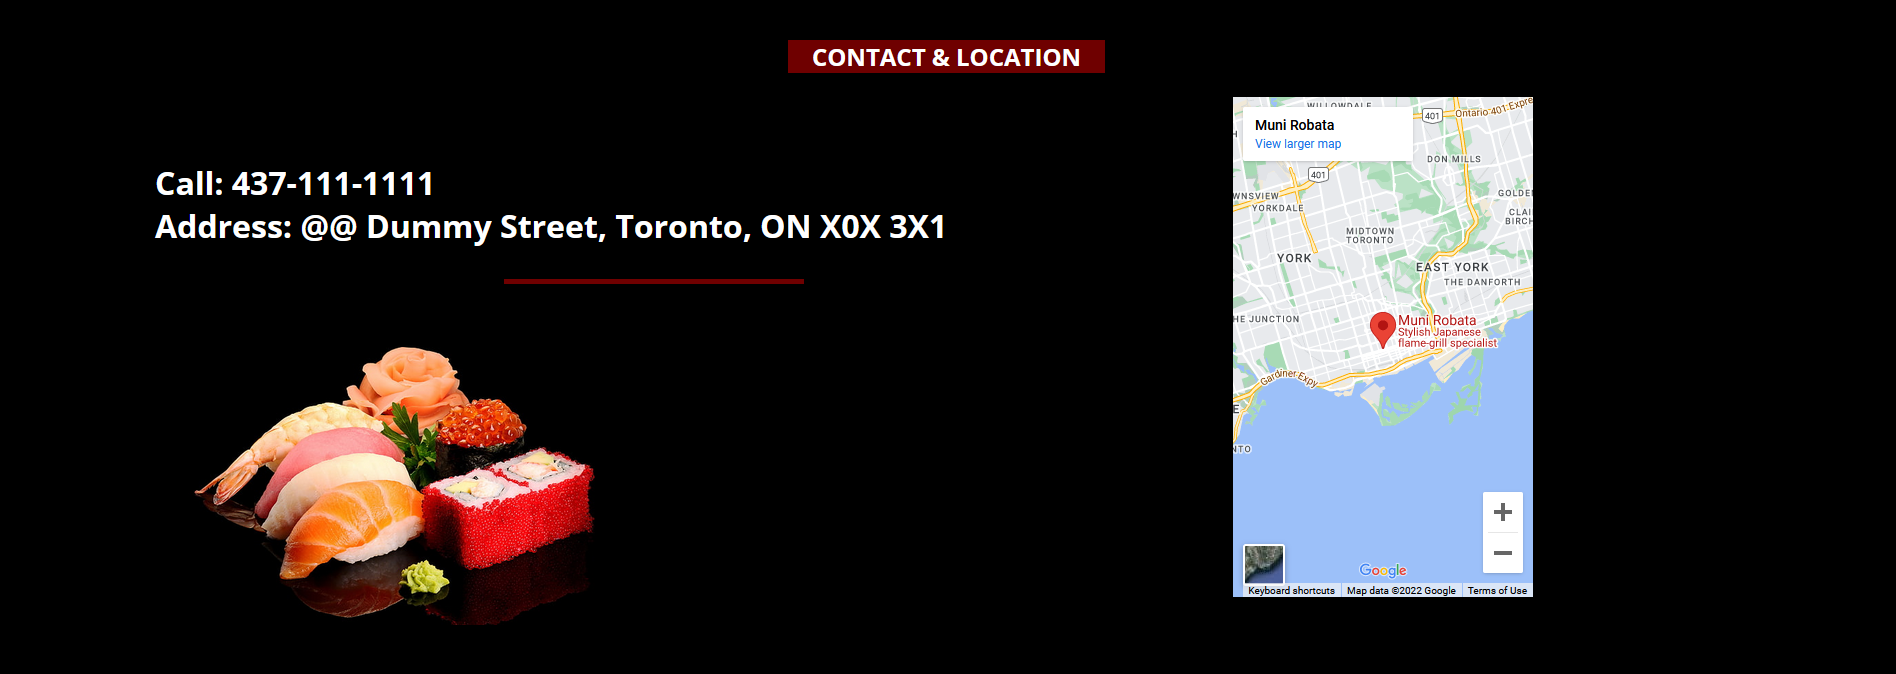 CONTACT & LOCATION
Call: 437-111-1111
Address: @@ Dummy Street, Toronto, ON X0X 3X1
WILLOWDALE
Muni Robata
View larger map
401
Ontario 401 Expre
DON MILLS
401
WNSVIEW
YORKDALE
GOLDEN
CLAI
BIRCH
MIDTOWN
TORONTO
YORK
EAST YORK
THE DANFORTH
HE JUNCTION
Muni Robata
Stylish Japanese
flame-grill specialist
Gardiner Expy
E
NTO
Google
Keyboard shortcuts
Map data ©2022 Google
Terms of Use